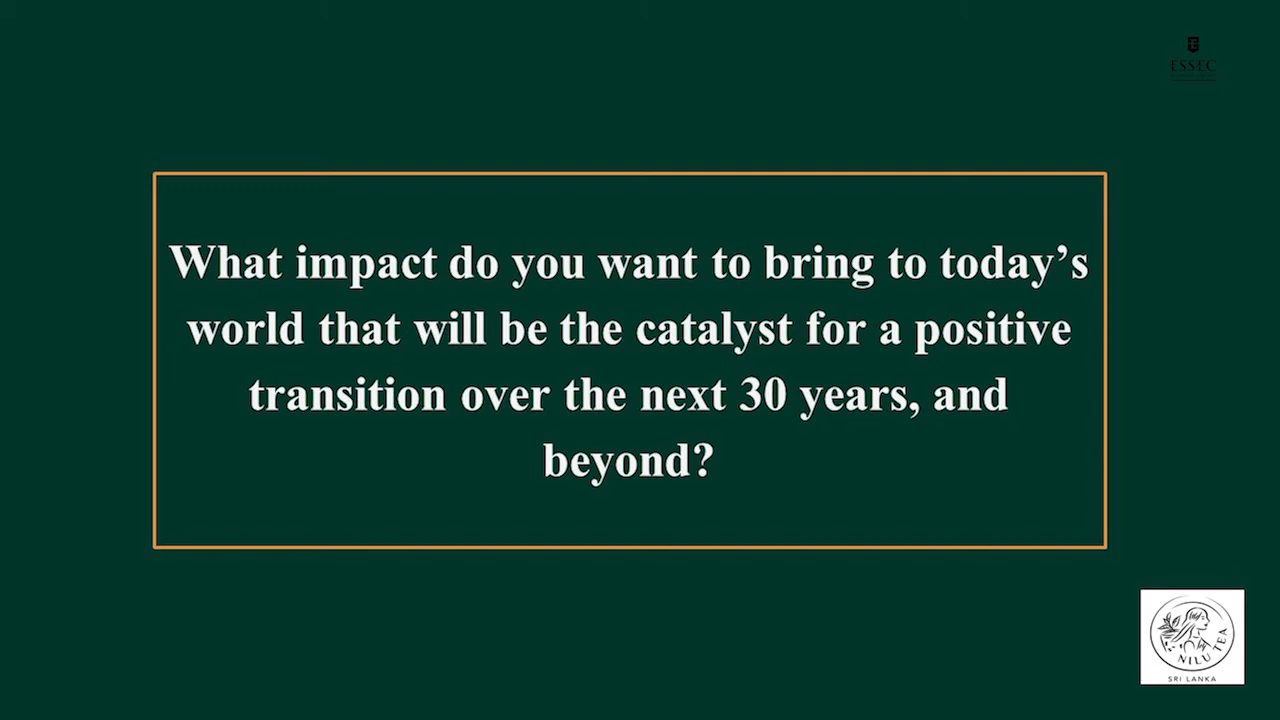 ESSEC
What impact do you want to bring to today’s
world that will be the catalyst for a positive
transition over the next 30 years, and
beyond?
NILU TEA
SRI LANKA